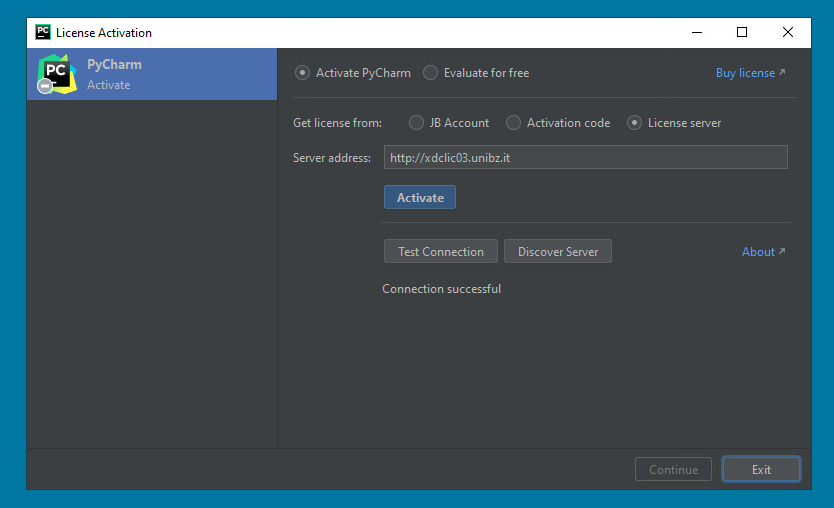 PC License Activation
PC PyCharm
Activate
Activate PyCharm Evaluate for free Buy license
Get license from: JB Account Activation code License server
Server address: http://xdclic03.unibz.it
Activate
Test Connection Discover Server About
Connection successful
Continue Exit